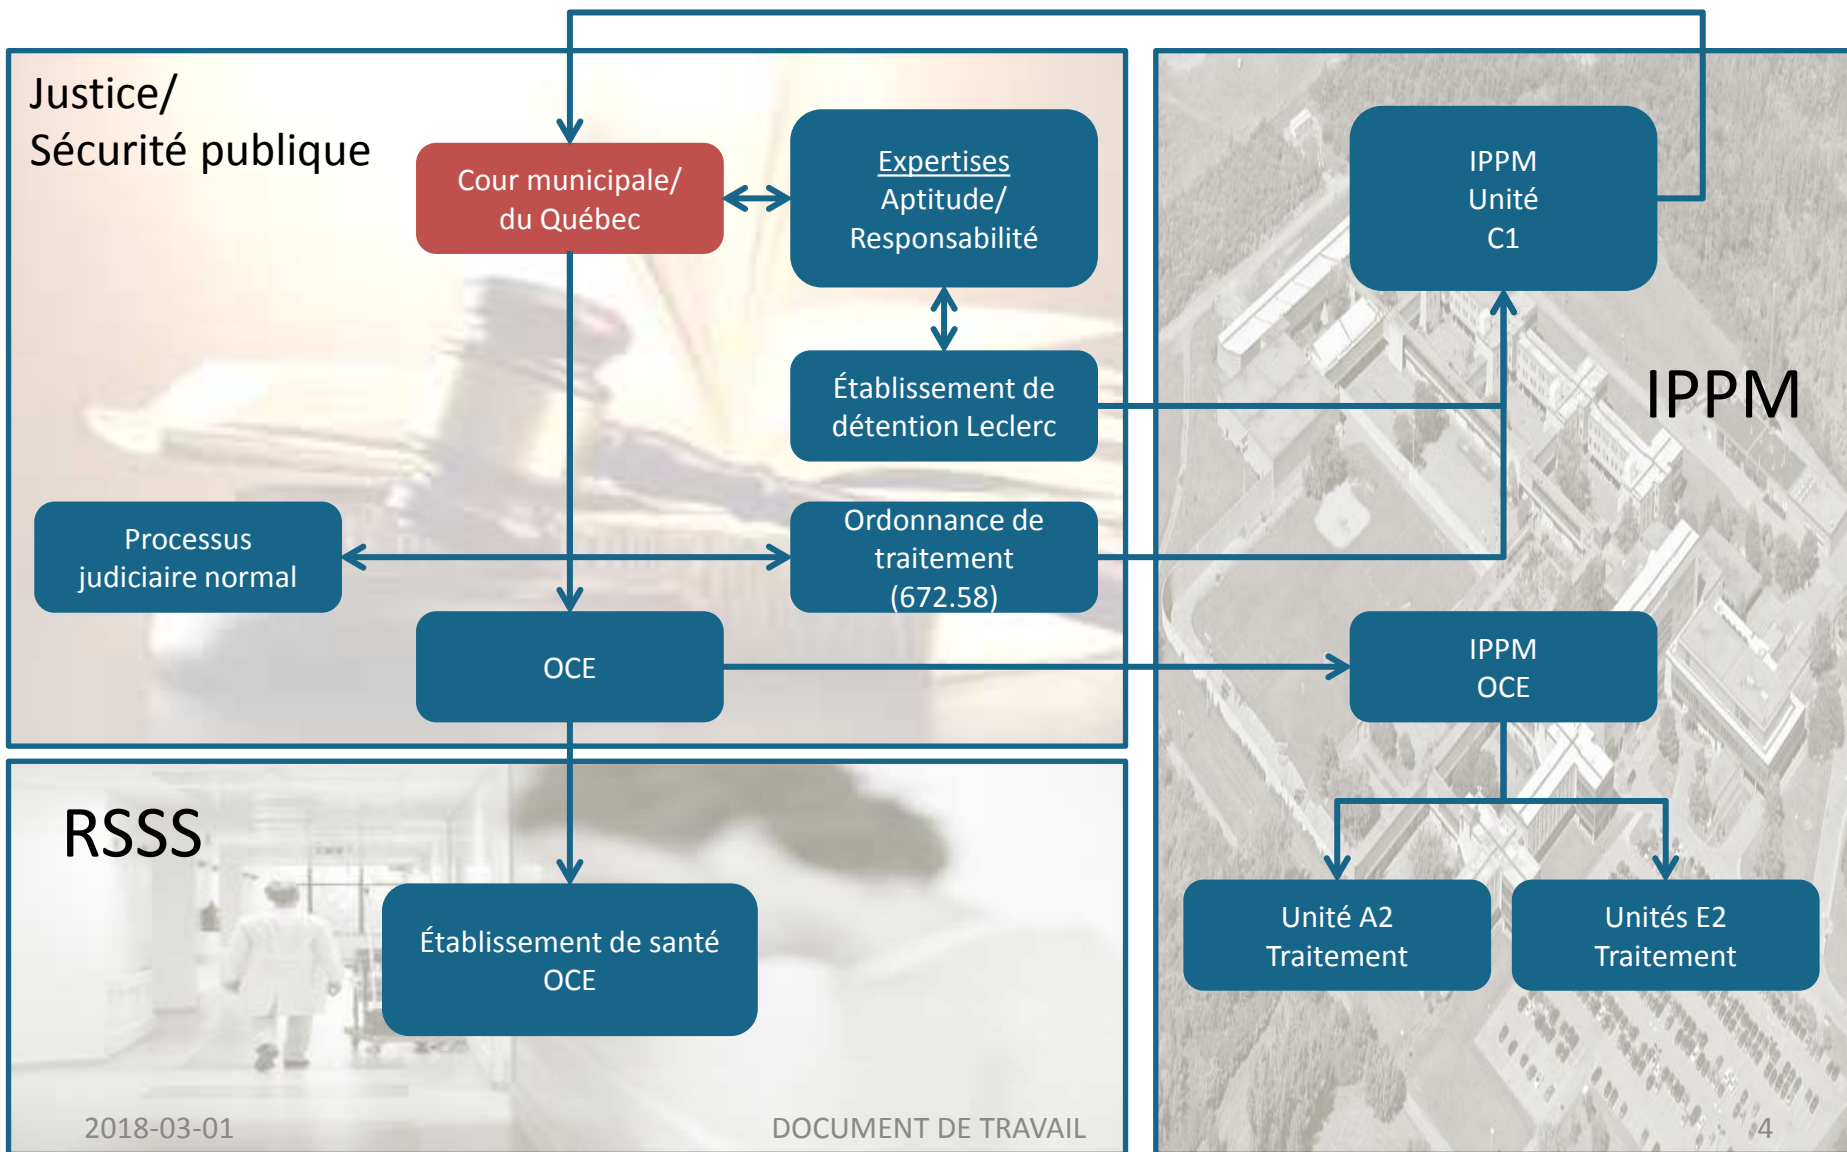 Justice/
Sécurité publique
Cour municipale/
du Québec
Expertises
Aptitude/
Responsabilité
Établissement de
détention Leclerc
Processus
judiciaire normal
Ordonnance de
traitement
(672.58)
OCE
IPPM
Unité
C1
IPPM
IPPM
OCE
Unité A2
Traitement
Unités E2
Traitement
RSSS
Établissement de santé
OCE
2018-03-01
DOCUMENT DE TRAVAIL
4